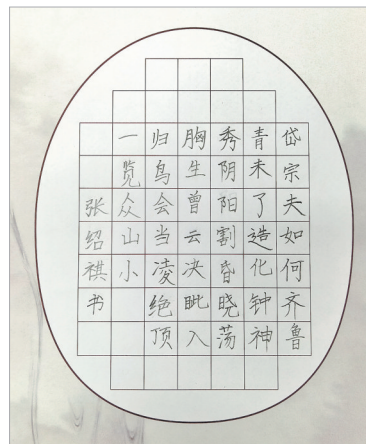 岱宗夫如何齐鲁
青未了造化钟神
秀阴阳割昏晓荡
胸生曾云决眦入
归鸟会当凌绝顶
一览众山小
张绍祺书